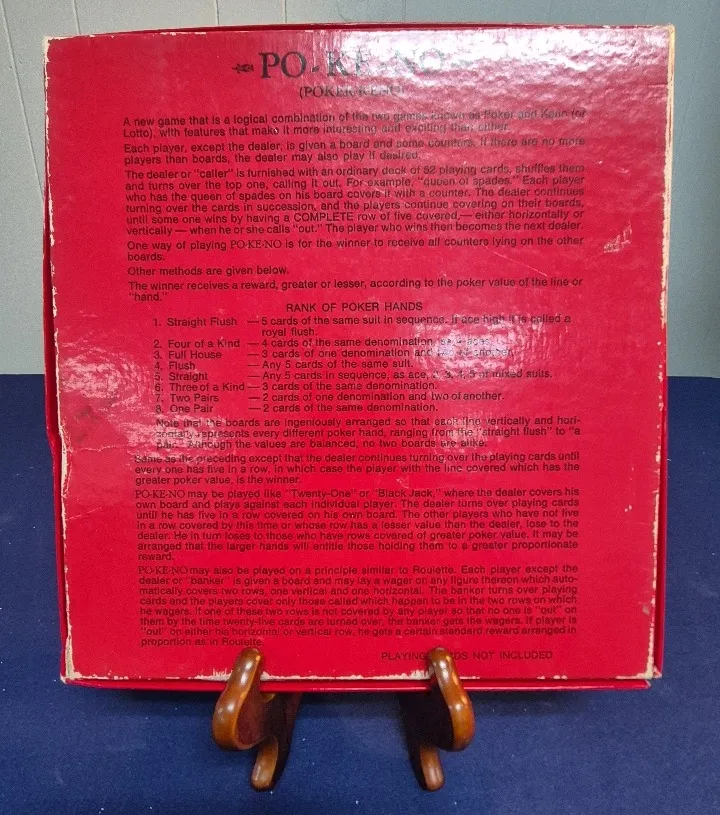 PO-KE-NO
(POKER-KENO)
A new game that is a logical combination of the two games known as Poker and Keno (or
Lotto), with features that make it more interesting and exciting than either.
Each player, except the dealer, is given a board and some counters. If there are no more
players than boards, the dealer may also play if desired.
The dealer or "caller" is furnished with an ordinary deck of 52 playing cards, shuffles them
and turns over the top one, calling it out. For example, "queen of spades." Each player
who has the queen of spades on his board covers it with a counter. The dealer continues
turning over the cards in succession, and the players continue covering on their boards,
until some one wins by having a COMPLETE row of five covered,— either horizontally or
vertically — when he or she calls "out." The player who wins then becomes the next dealer.
One way of playing PO-KE-NO is for the winner to receive all counters lying on the other
boards.
Other methods are given below.
The winner receives a reward, greater or lesser, according to the poker value of the line or
"hand."
RANK OF POKER HANDS
1. Straight Flush — 5 cards of the same suit in sequence. If ace high it is called a
royal flush.
2. Four of a Kind — 4 cards of the same denomination, as 4 aces.
3. Full House — 3 cards of one denomination and two of another.
4. Flush — Any 5 cards of the same suit.
5. Straight — Any 5 cards in sequence, as ace, 2, 3, 4, 5 of mixed suits.
6. Three of a Kind — 3 cards of the same denomination.
7. Two Pairs — 2 cards of one denomination and two of another.
8. One Pair — 2 cards of the same denomination.
Note that the boards are ingeniously arranged so that each line vertically and hori-
zontally represents every different poker hand, ranging from the "straight flush" to "a
pair." Although the values are balanced, no two boards are alike.
Same as the preceding except that the dealer continues turning over the playing cards until
every one has five in a row, in which case the player with the line covered which has the
greater poker value, is the winner.
PO-KE-NO may be played like "Twenty-One" or "Black Jack," where the dealer covers his
own board and plays against each individual player. The dealer turns over playing cards
until he has five in a row covered on his own board. The other players who have not five
in a row covered by this time or whose row has a lesser value than the dealer, lose to the
dealer. He in turn loses to those who have rows covered of greater poker value. It may be
arranged that the larger hands will entitle those holding them to a greater proportionate
reward.
PO-KE-NO may also be played on a principle similar to Roulette. Each player except the
dealer or "banker" is given a board and may lay a wager on any figure thereon which auto-
matically covers two rows, one vertical and one horizontal. The banker turns over playing
cards and the players cover only those called which happen to be in the two rows on which
he wagers. If one of these two rows is not covered by any player so that no one is "out" on
them by the time twenty-five cards are turned over, the banker gets the wagers. If player is
"out" on either his horizontal or vertical row, he gets a certain standard reward arranged in
proportion as in Roulette.
PLAYING CARDS NOT INCLUDED